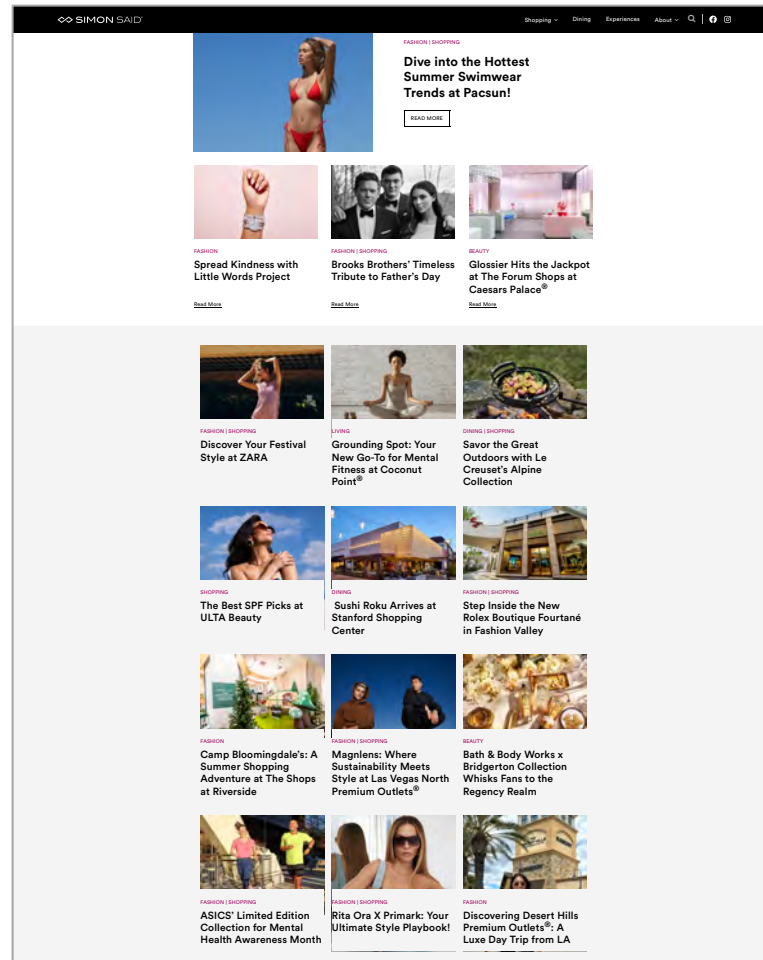 SIMON SAID
Shopping
Dining
Experiences
About
FASHION | SHOPPING
Dive into the Hottest
Summer Swimwear
Trends at Pacsun!
READ MORE
FASHION
Spread Kindness with
Little Words Project
Read More
FASHION | SHOPPING
Brooks Brothers' Timeless
Tribute to Father's Day
Read More
BEAUTY
Glossier Hits the Jackpot
at The Forum Shops at
Caesars Palace®
Read More
FASHION | SHOPPING
Discover Your Festival
Style at ZARA
LIVING
Grounding Spot: Your
New Go-To for Mental
Fitness at Coconut
Point®
DINING | SHOPPING
Savor the Great
Outdoors with Le
Creuset's Alpine
Collection
SHOPPING
The Best SPF Picks at
ULTA Beauty
DINING
Sushi Roku Arrives at
Stanford Shopping
Center
FASHION | SHOPPING
Step Inside the New
Rolex Boutique Fourtané
in Fashion Valley
FASHION
Camp Bloomingdale's: A
Summer Shopping
Adventure at The Shops
at Riverside
FASHION | SHOPPING
Magnlens: Where
Sustainability Meets
Style at Las Vegas North
Premium Outlets®
BEAUTY
Bath & Body Works x
Bridgerton Collection
Whisks Fans to the
Regency Realm
FASHION | SHOPPING
ASICS' Limited Edition
Collection for Mental
Health Awareness Month
FASHION | SHOPPING
Rita Ora X Primark: Your
Ultimate Style Playbook!
FASHION
Discovering Desert Hills
Premium Outlets®: A
Luxe Day Trip from LA